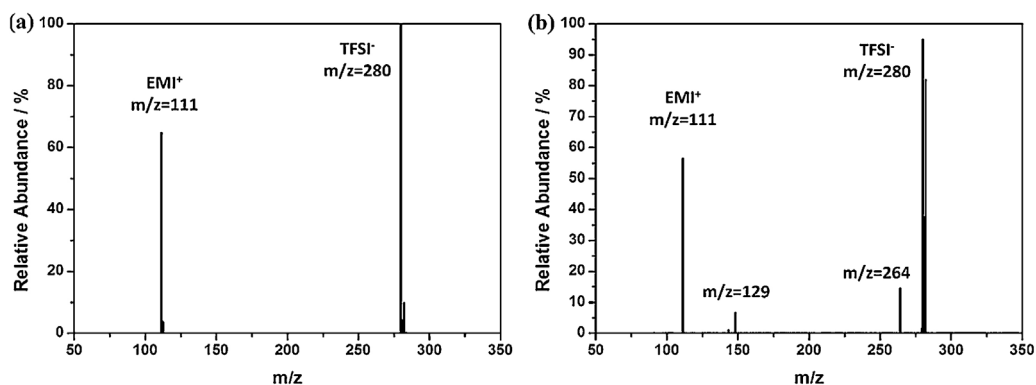 (a)
100
80
60
40
20
0
Relative Abundance / %
EMI⁺
m/z=111
TFSI⁻
m/z=280
50 100 150 200 250 300 350
m/z
(b)
100
90
80
70
60
50
40
30
20
10
0
Relative Abundance / %
EMI⁺
m/z=111
m/z=129
TFSI⁻
m/z=280
m/z=264
50 100 150 200 250 300 350
m/z